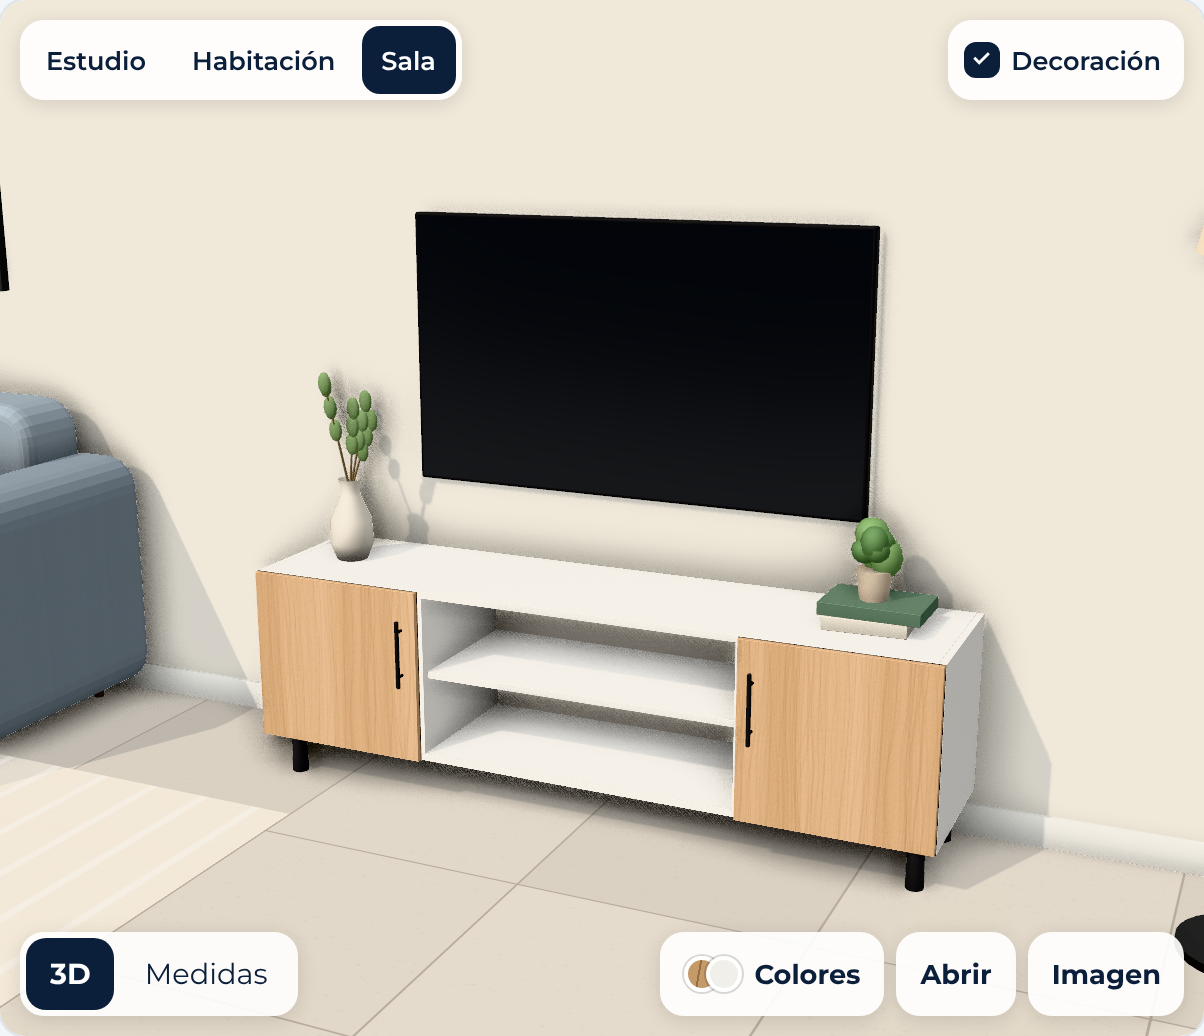 Estudio
Habitación
Sala
Decoración
3D
Medidas
Colores
Abrir
Imagen